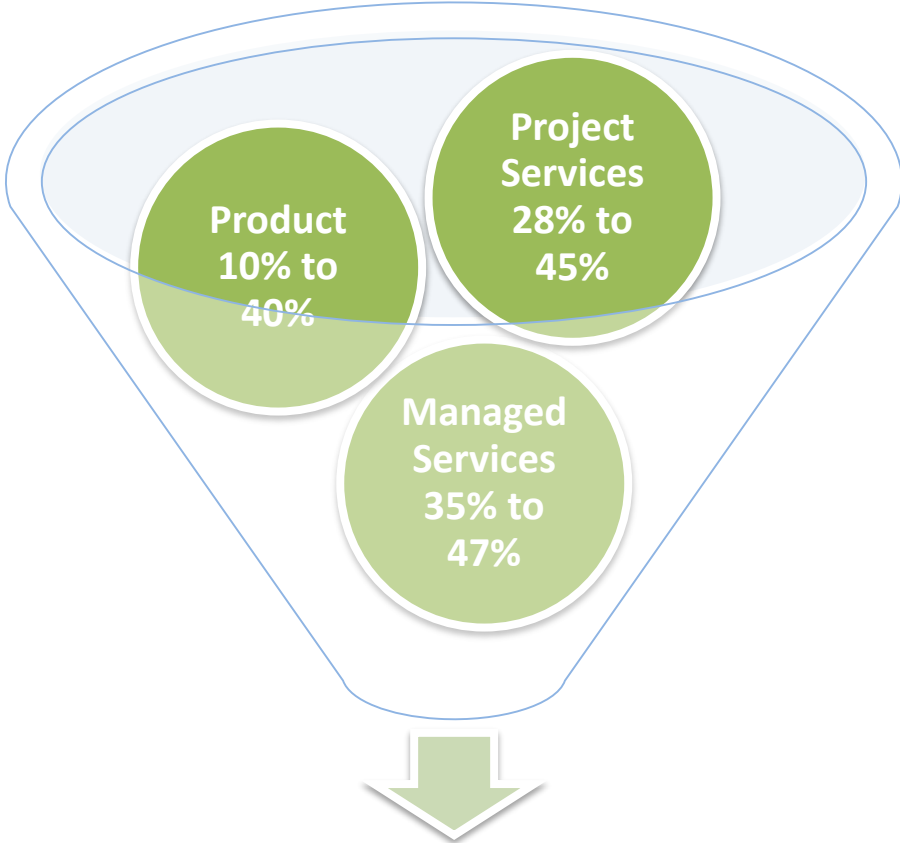 Project
Services
28% to
45%
Product
10% to
40%
Managed
Services
35% to
47%